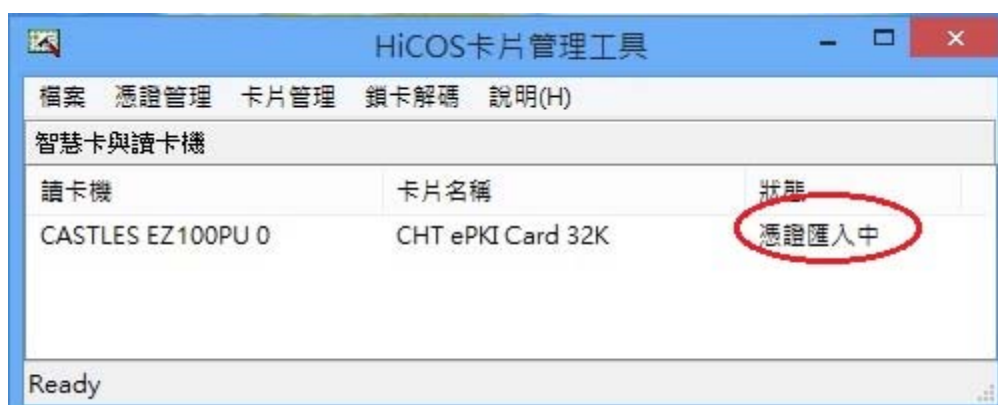 HiCOS卡片管理工具
檔案 憑證管理 卡片管理 鎖卡解碼 說明(H)
智慧卡與讀卡機
讀卡機 卡片名稱 狀態
CASTLES EZ100PU 0 CHT ePKI Card 32K 憑證匯入中
Ready